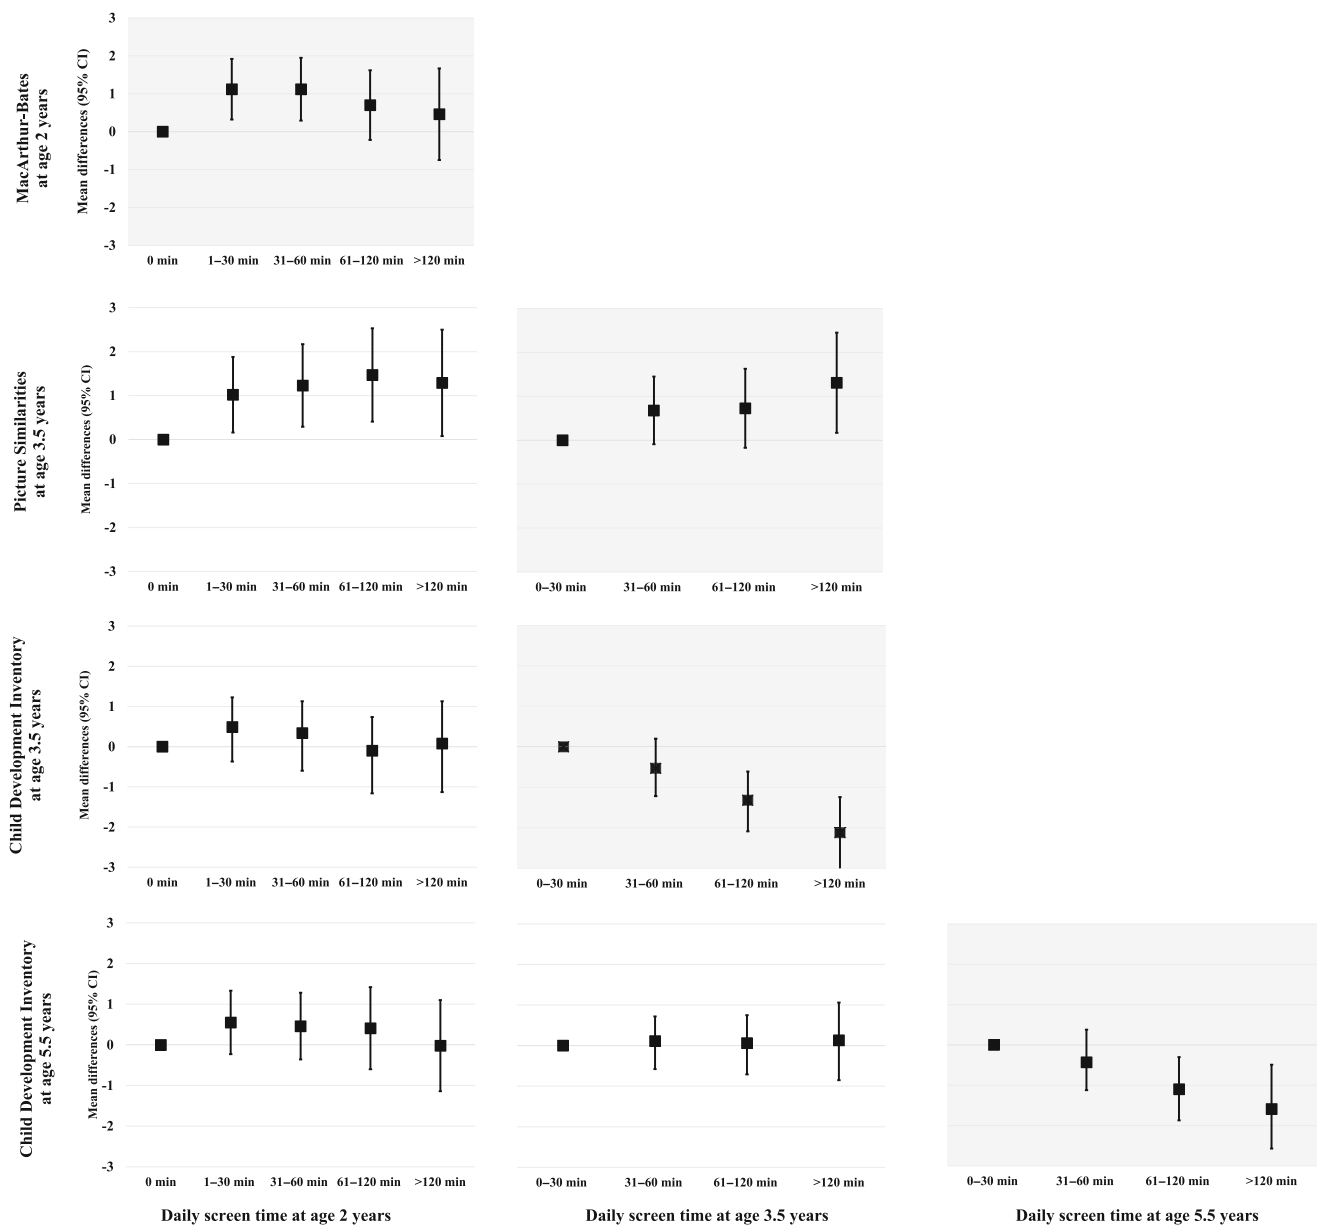 MacArthur-Bates
at age 2 years
Mean differences (95% CI)
3
2
1
0
-1
-2
-3
0 min 1–30 min 31–60 min 61–120 min >120 min
Picture Similarities
at age 3.5 years
Mean differences (95% CI)
3
2
1
0
-1
-2
-3
0 min 1–30 min 31–60 min 61–120 min >120 min
0–30 min 31–60 min 61–120 min >120 min
Child Development Inventory
at age 3.5 years
Mean differences (95% CI)
3
2
1
0
-1
-2
-3
0 min 1–30 min 31–60 min 61–120 min >120 min
0–30 min 31–60 min 61–120 min >120 min
Child Development Inventory
at age 5.5 years
Mean differences (95% CI)
3
2
1
0
-1
-2
-3
0 min 1–30 min 31–60 min 61–120 min >120 min
0–30 min 31–60 min 61–120 min >120 min
0–30 min 31–60 min 61–120 min >120 min
Daily screen time at age 2 years
Daily screen time at age 3.5 years
Daily screen time at age 5.5 years